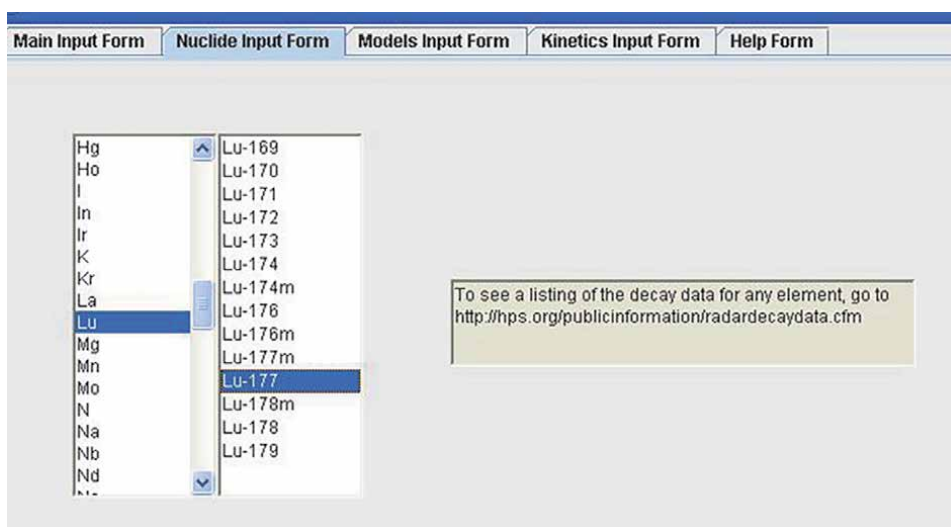 Main Input Form Nuclide Input Form Models Input Form Kinetics Input Form Help Form
Hg
Ho
I
In
Ir
K
Kr
La
Lu
Mg
Mn
Mo
N
Na
Nb
Nd
Lu-169
Lu-170
Lu-171
Lu-172
Lu-173
Lu-174
Lu-174m
Lu-176
Lu-176m
Lu-177m
Lu-177
Lu-178m
Lu-178
Lu-179
To see a listing of the decay data for any element, go to
http://hps.org/publicinformation/radardecaydata.cfm